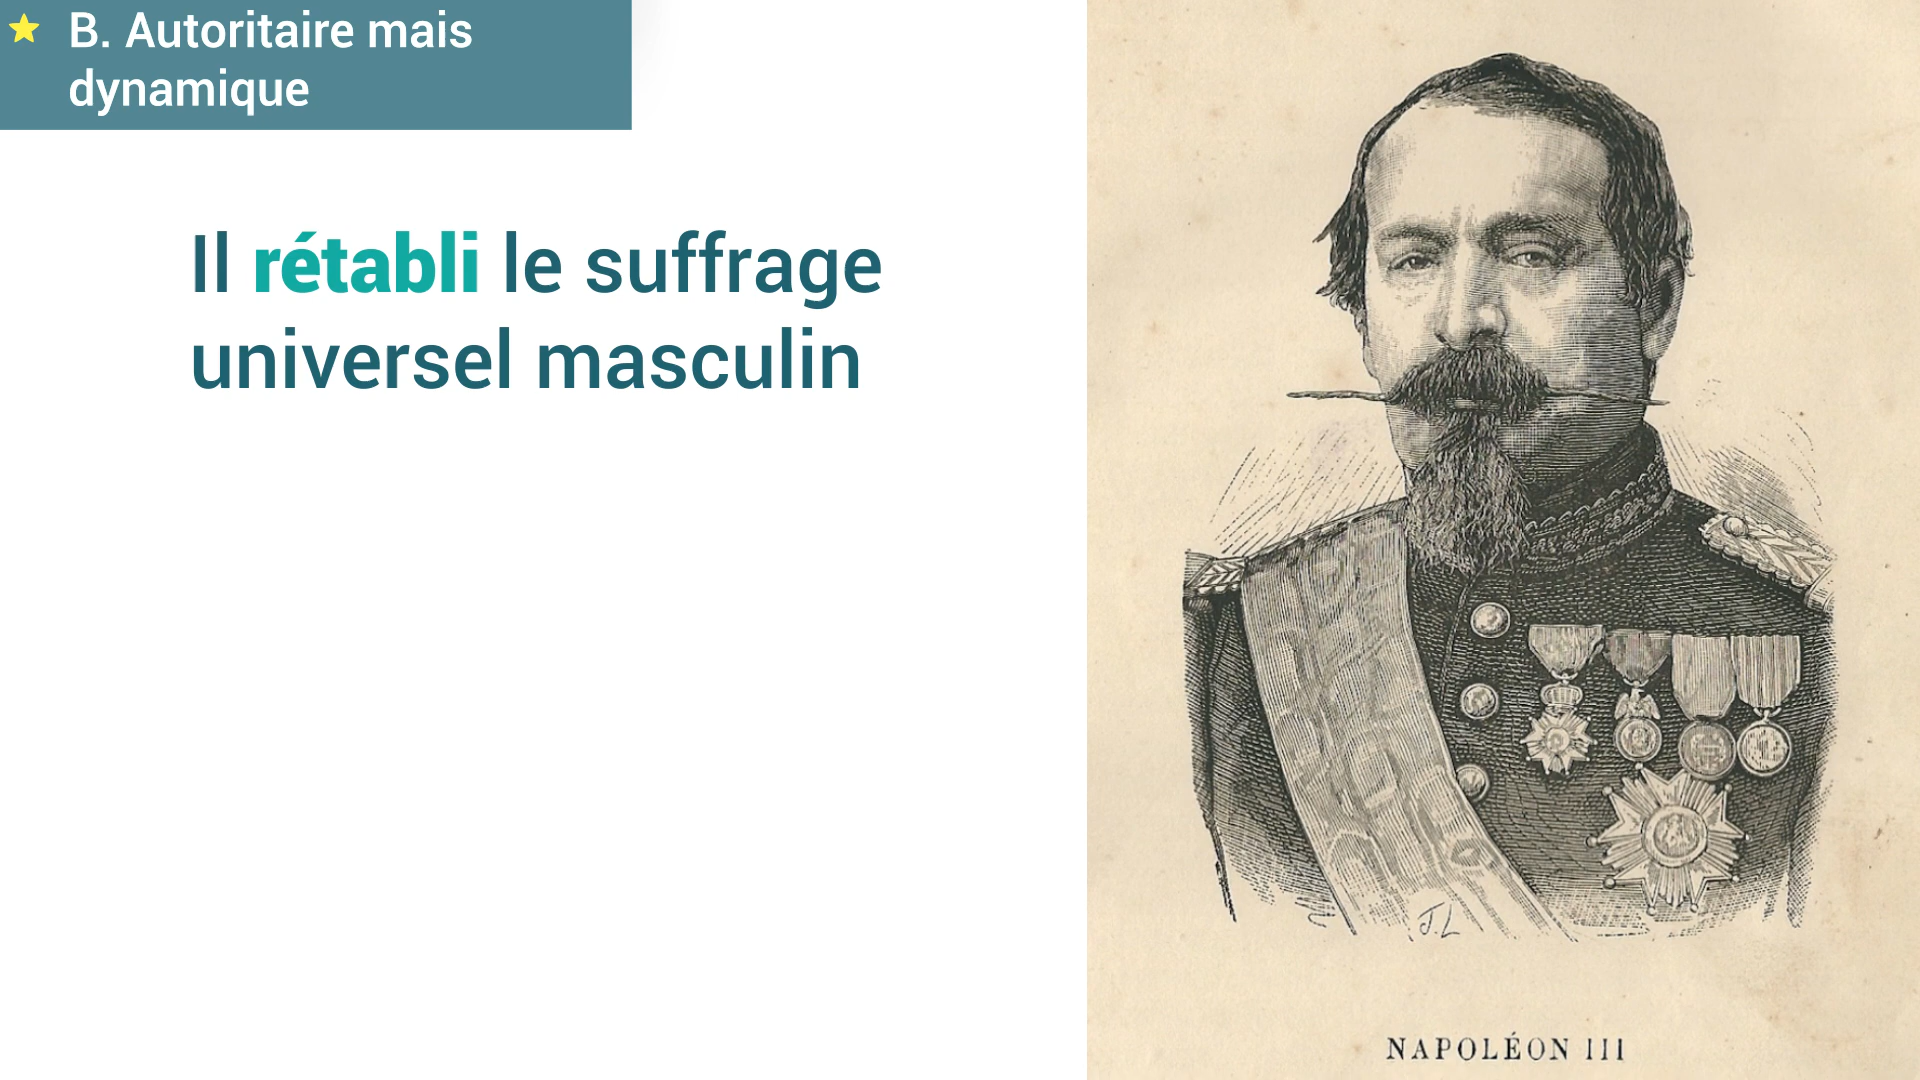 B. Autoritaire mais
dynamique
Il rétabli le suffrage
universel masculin
J.L
NAPOLÉON III